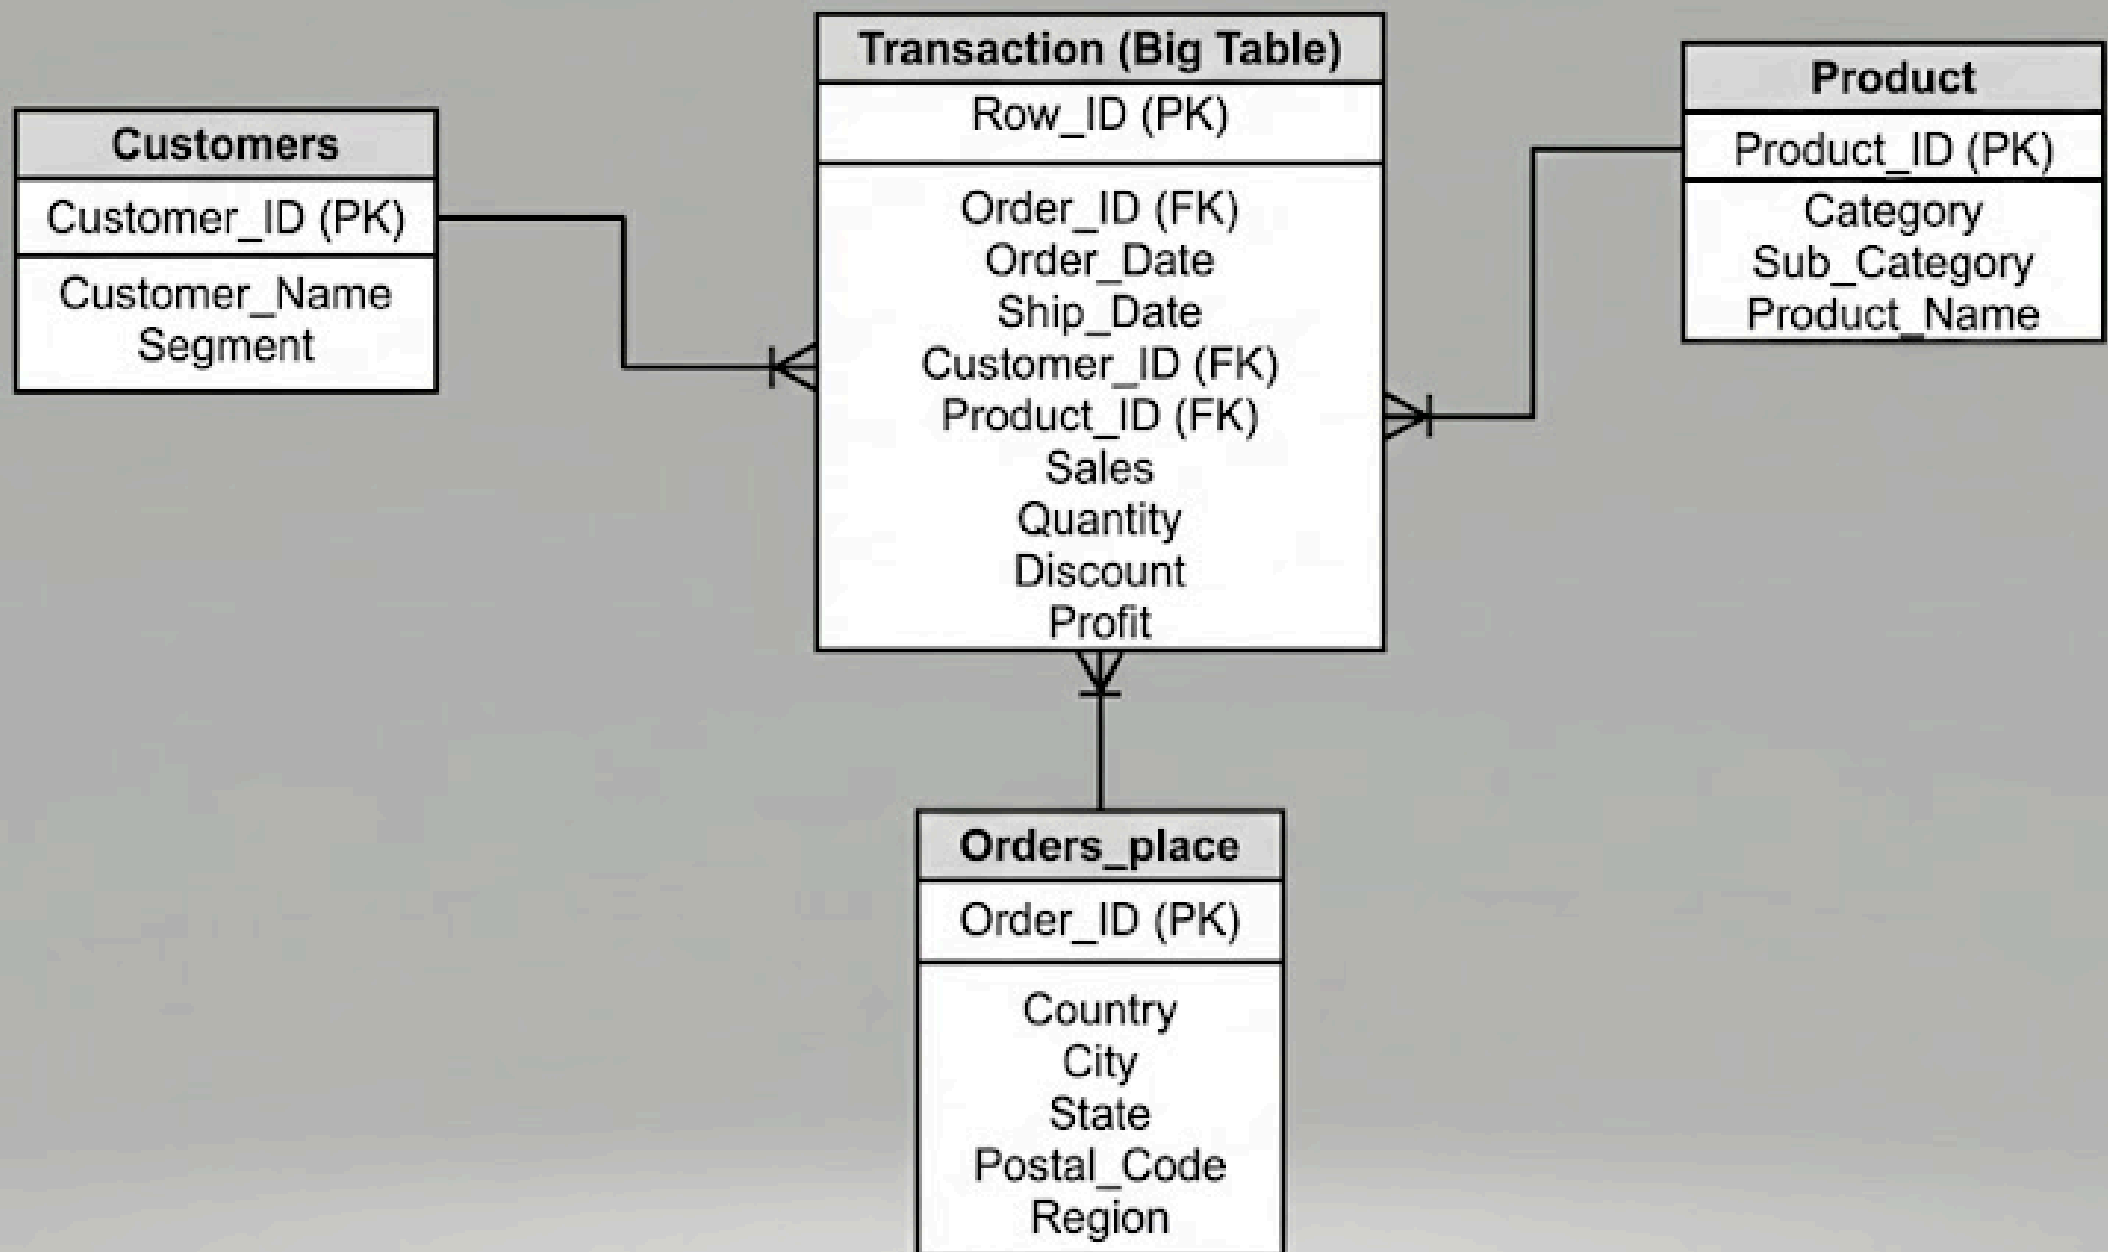 Customers
Customer_ID (PK)
Customer_Name
Segment
Transaction (Big Table)
Row_ID (PK)
Order_ID (FK)
Order_Date
Ship_Date
Customer_ID (FK)
Product_ID (FK)
Sales
Quantity
Discount
Profit
Product
Product_ID (PK)
Category
Sub_Category
Product_Name
Orders_place
Order_ID (PK)
Country
City
State
Postal_Code
Region